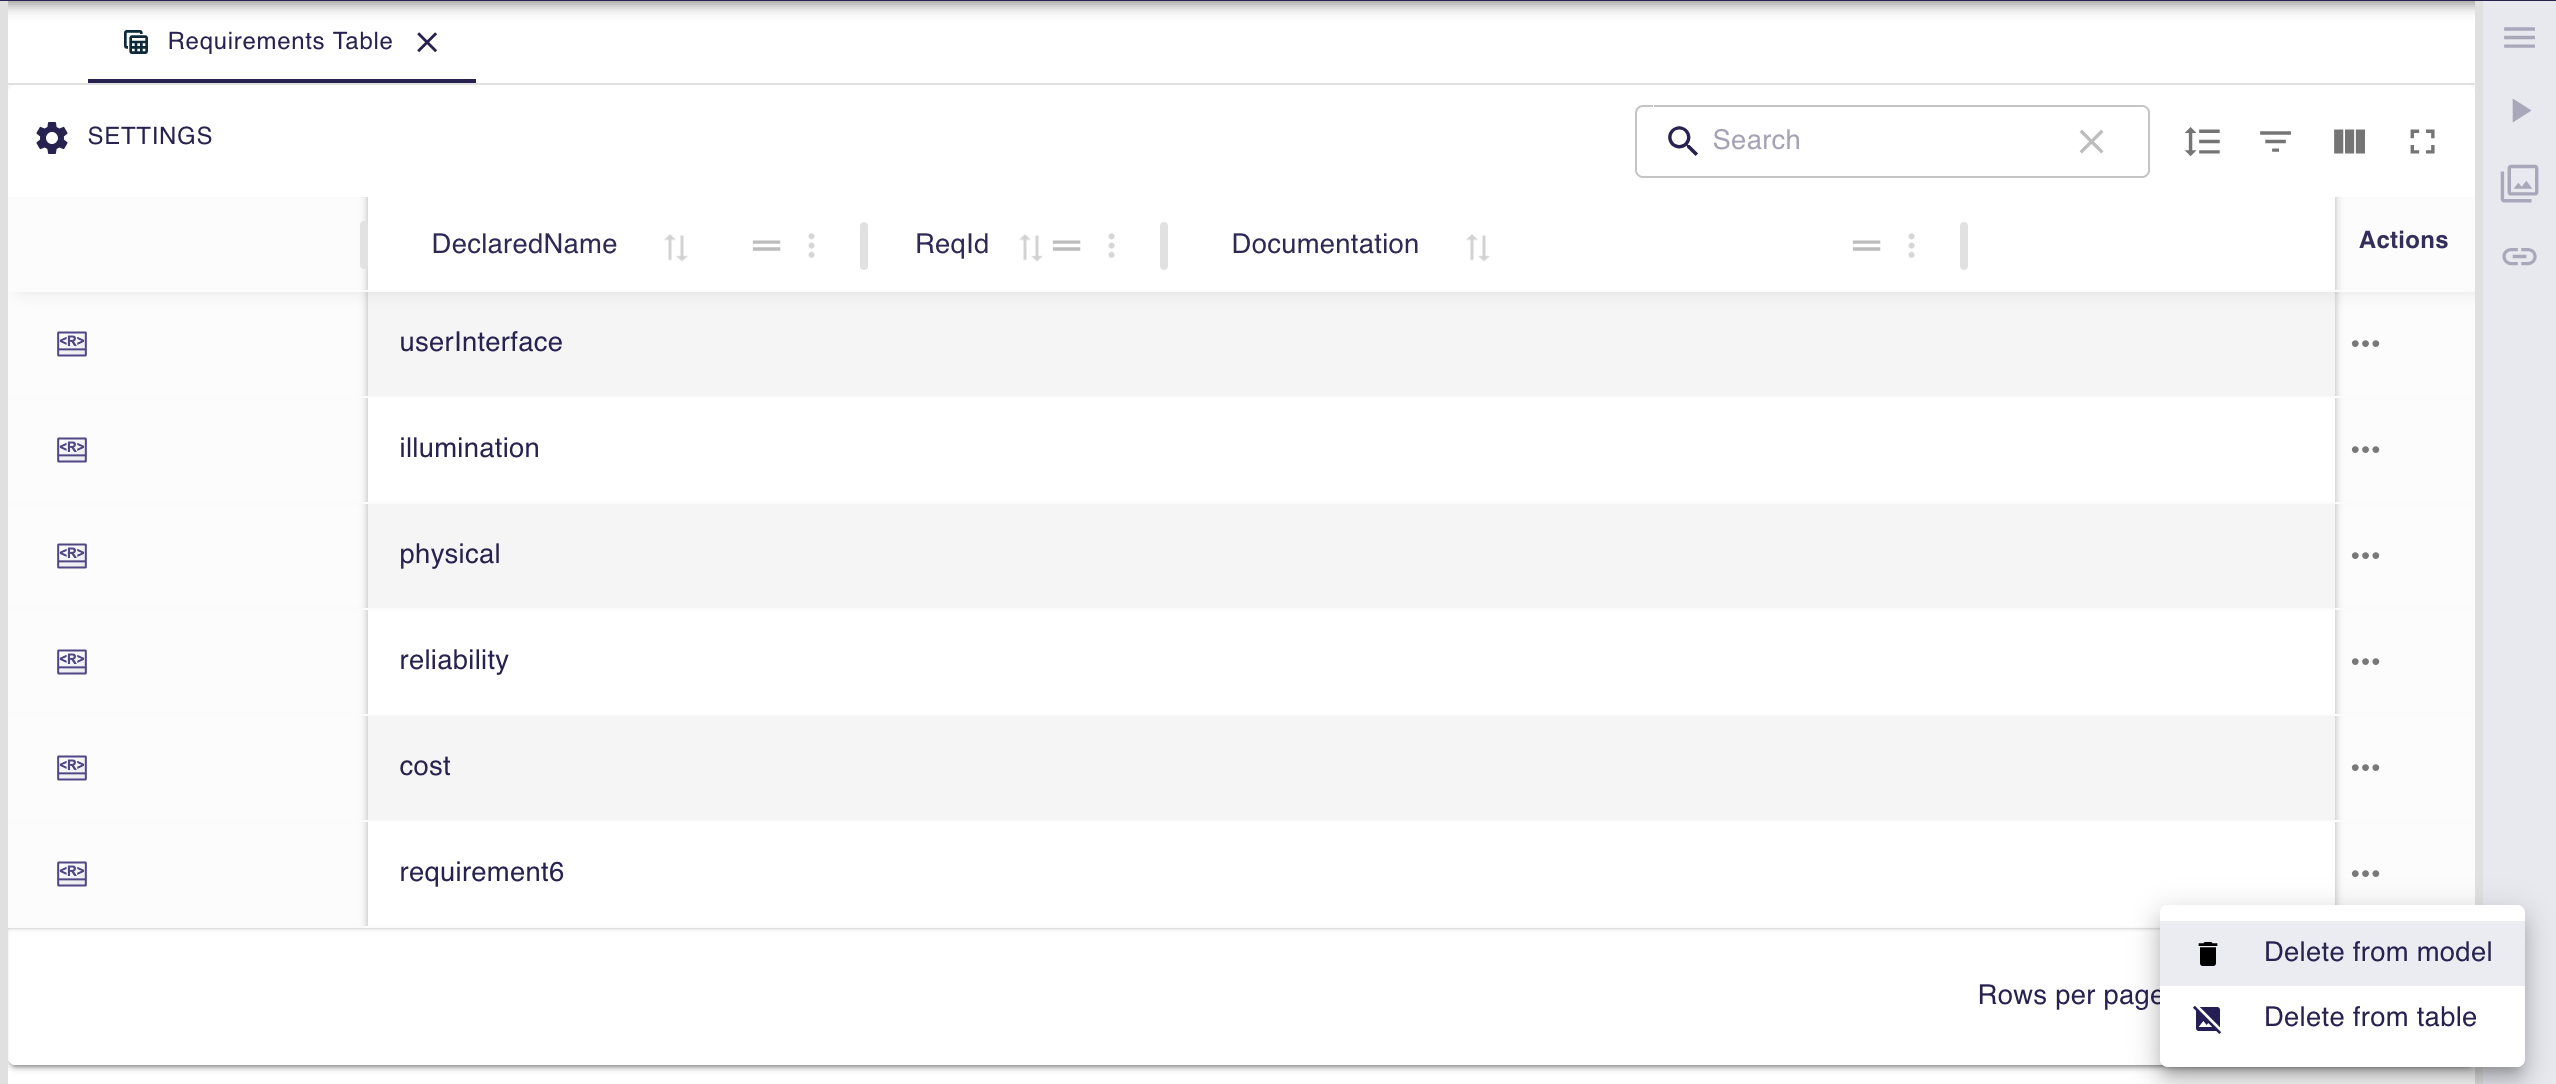 Requirements Table
SETTINGS
Search
DeclaredName
ReqId
Documentation
Actions
<R> userInterface
<R> illumination
<R> physical
<R> reliability
<R> cost
<R> requirement6
Delete from model
Rows per page
Delete from table